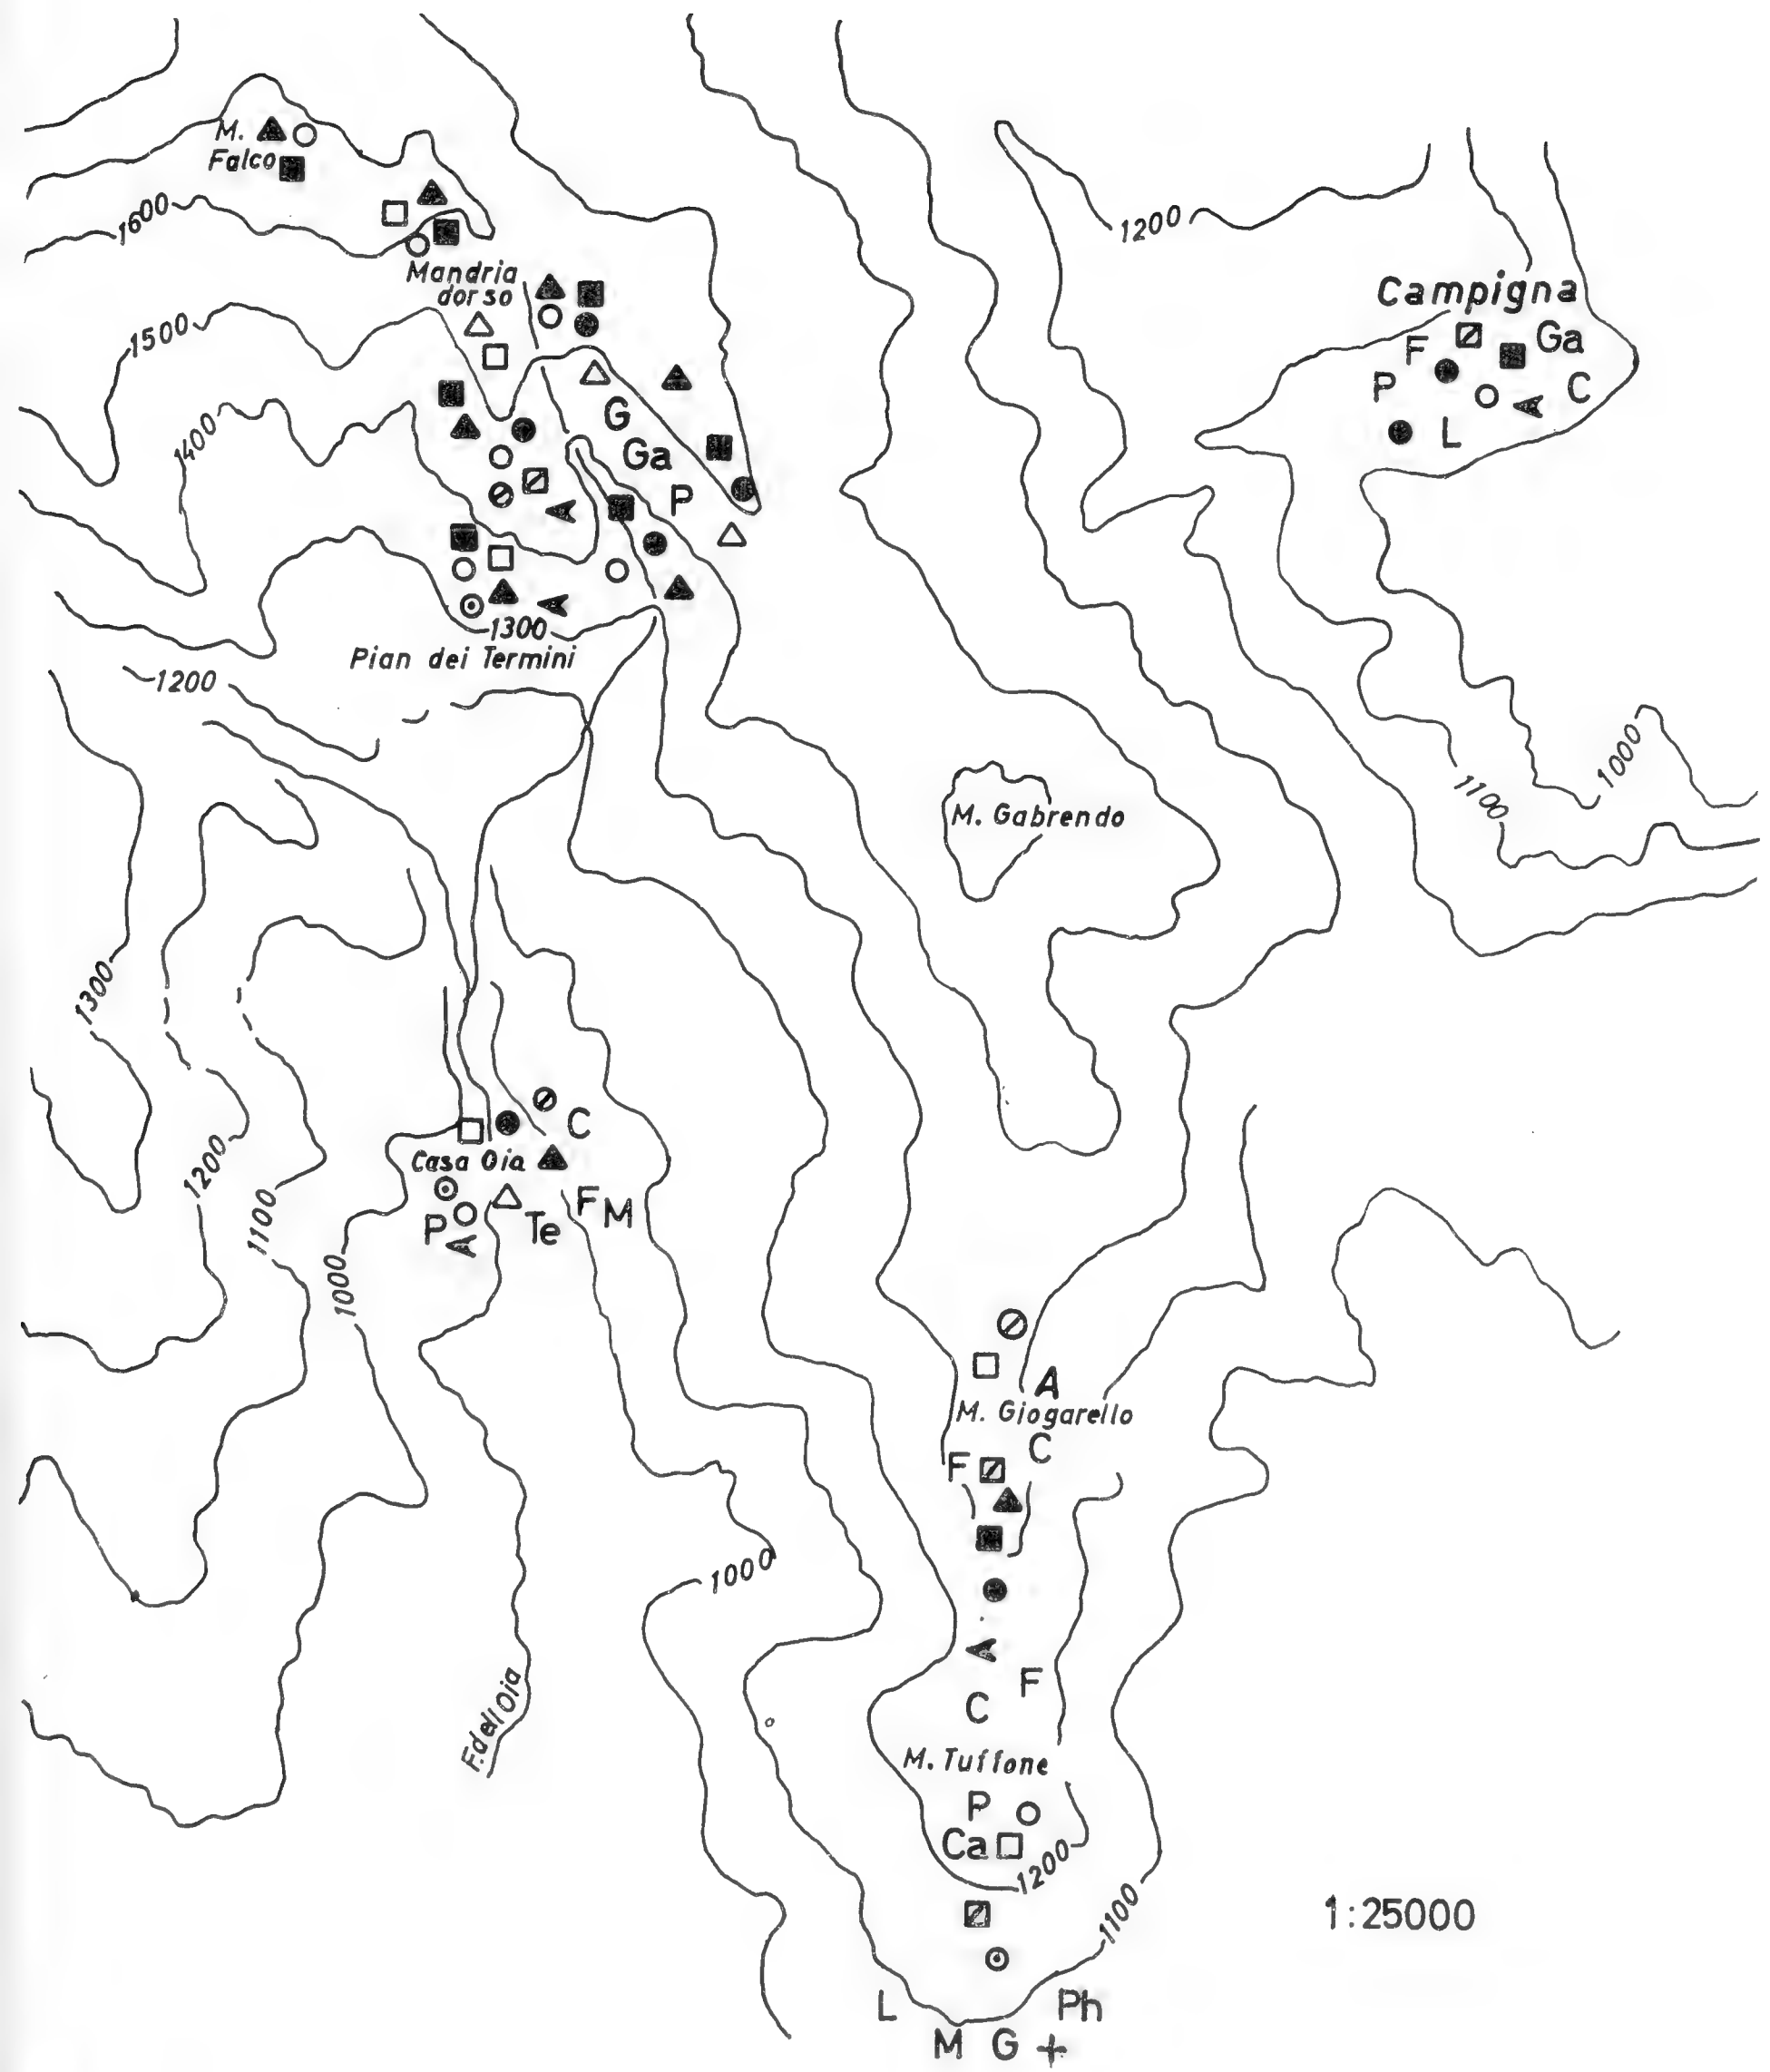 M.
Falco
1600
1200
Mandria
dorso
Campigna
1500
F
Ga
P
C
L
G
1400
Ga
P
1300
Pian dei Termini
1200
1000
1100
M. Gabrendo
1300
C
Casa Oia
1200
F M
P
Te
1100
1000
A
M. Giogarello
C
F
1000
F
C
F.dell Oia
M. Tuffone
P
Ca
1200
1100
1:25000
L
Ph
M G +